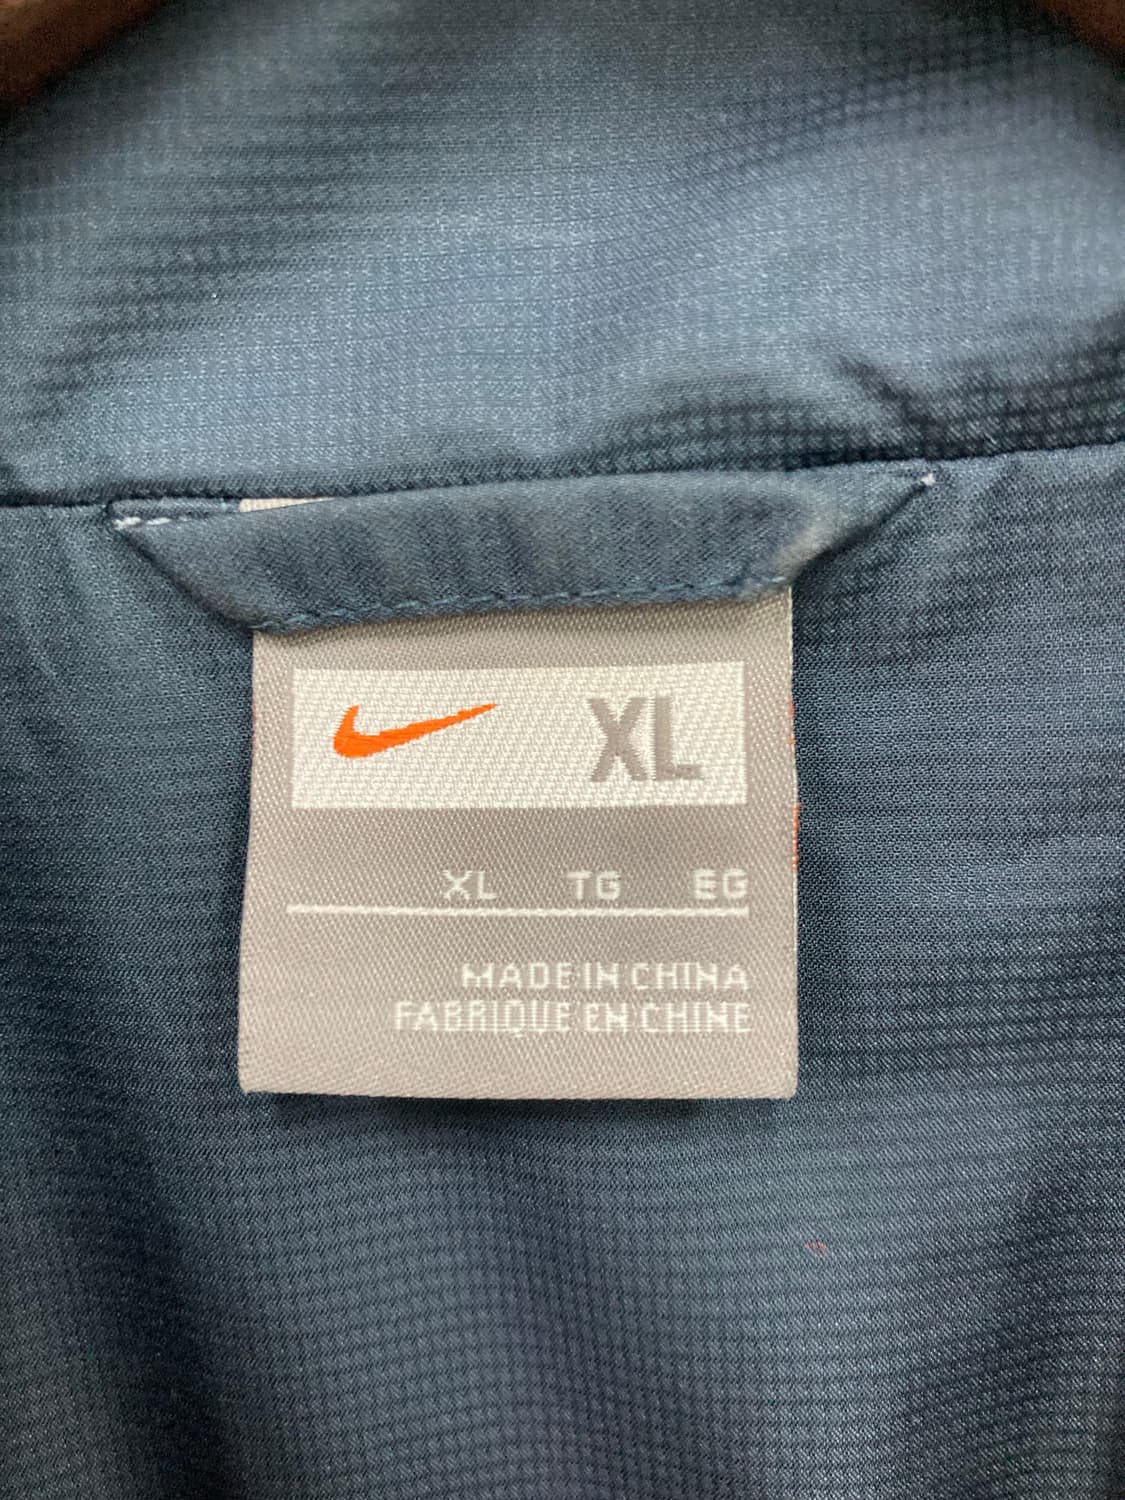 XL
XL TG EG
MADE IN CHINA
FABRIQUE EN CHINE